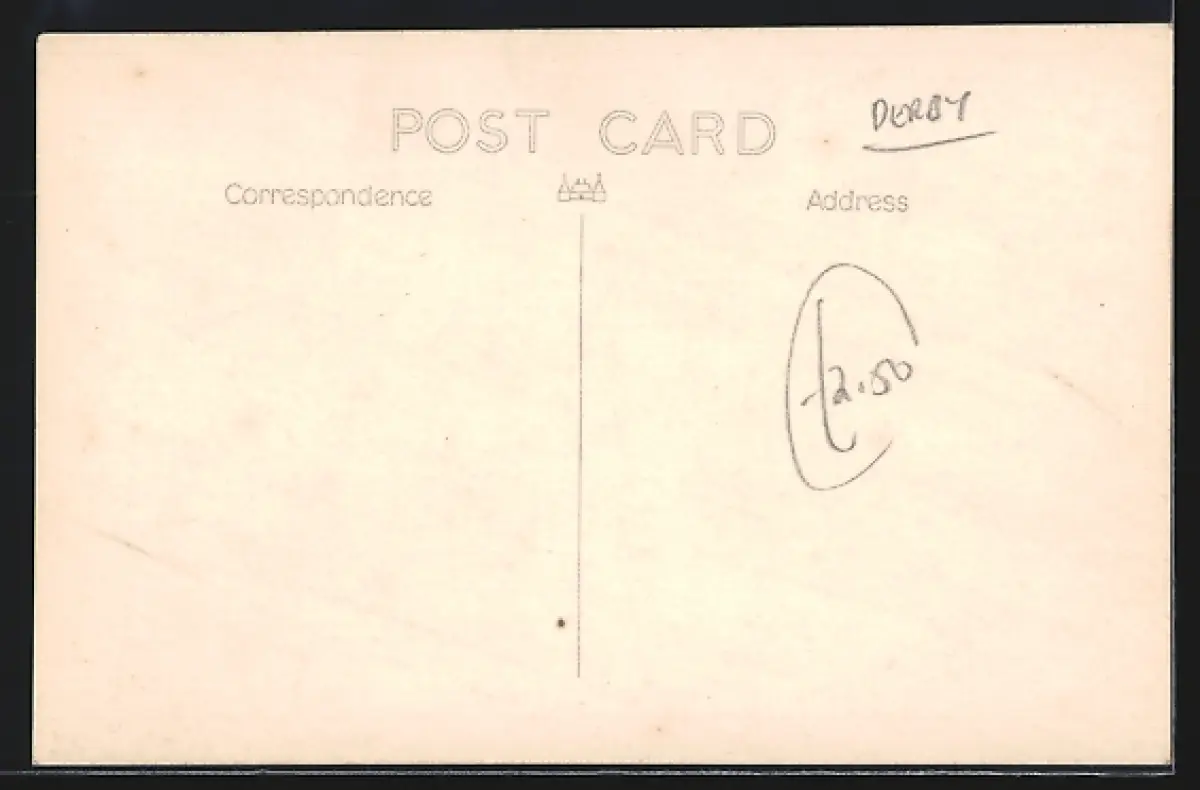 POST CARD
DERBY
Correspondence
Address
£2.50